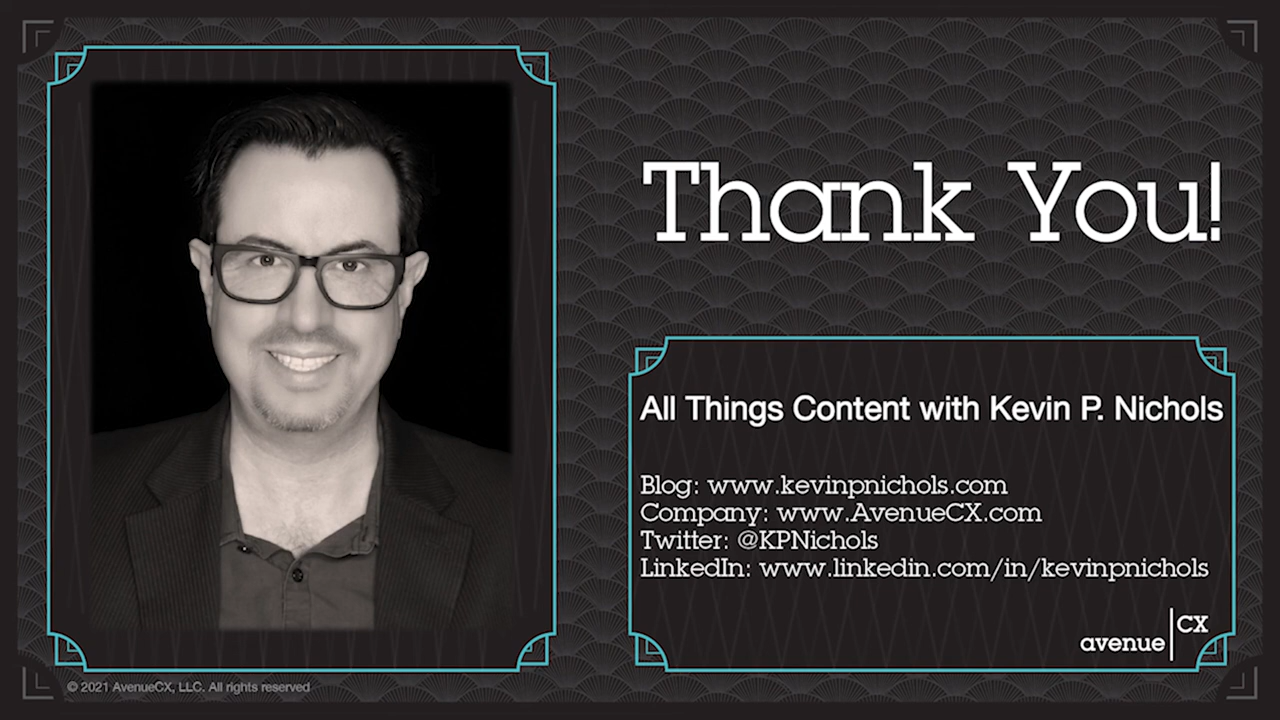 Thank You!
All Things Content with Kevin P. Nichols
Blog: www.kevinpnichols.com
Company: www.AvenueCX.com
Twitter: @KPNichols
LinkedIn: www.linkedin.com/in/kevinpnichols
avenue CX
© 2021 AvenueCX, LLC. All rights reserved